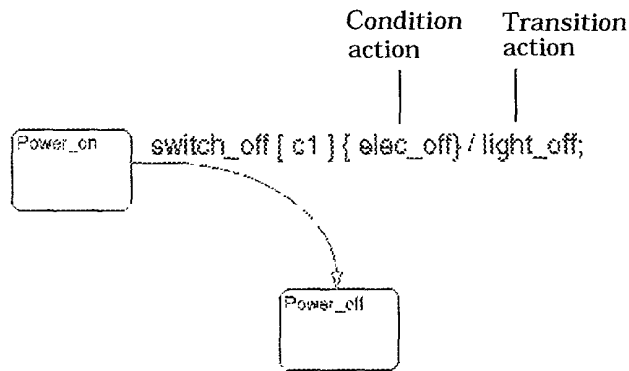 Condition action
Transition action
Power_on
switch_off [ c1 ] { elec_off} / light_off;
Power_off